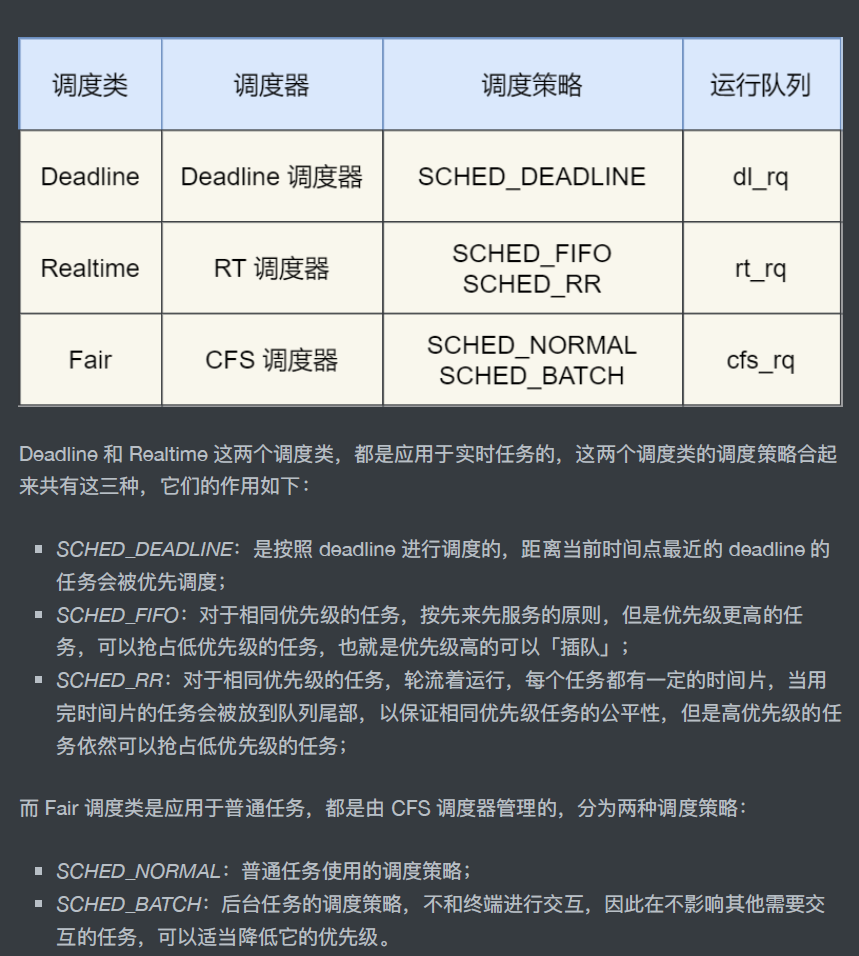 调度类 调度器 调度策略 运行队列
Deadline Deadline 调度器 SCHED_DEADLINE dl_rq
Realtime RT 调度器 SCHED_FIFO
SCHED_RR rt_rq
Fair CFS 调度器 SCHED_NORMAL
SCHED_BATCH cfs_rq
Deadline 和 Realtime 这两个调度类，都是应用于实时任务的，这两个调度类的调度策略合起
来共有这三种，它们的作用如下：
▪ SCHED_DEADLINE：是按照 deadline 进行调度的，距离当前时间点最近的 deadline 的
任务会被优先调度；
▪ SCHED_FIFO：对于相同优先级的任务，按先来先服务的原则，但是优先级更高的任
务，可以抢占低优先级的任务，也就是优先级高的可以「插队」；
▪ SCHED_RR：对于相同优先级的任务，轮流着运行，每个任务都有一定的时间片，当用
完时间片的任务会被放到队列尾部，以保证相同优先级任务的公平性，但是高优先级的任
务依然可以抢占低优先级的任务；
而 Fair 调度类是应用于普通任务，都是由 CFS 调度器管理的，分为两种调度策略：
▪ SCHED_NORMAL：普通任务使用的调度策略；
▪ SCHED_BATCH：后台任务的调度策略，不和终端进行交互，因此在不影响其他需要交
互的任务，可以适当降低它的优先级。